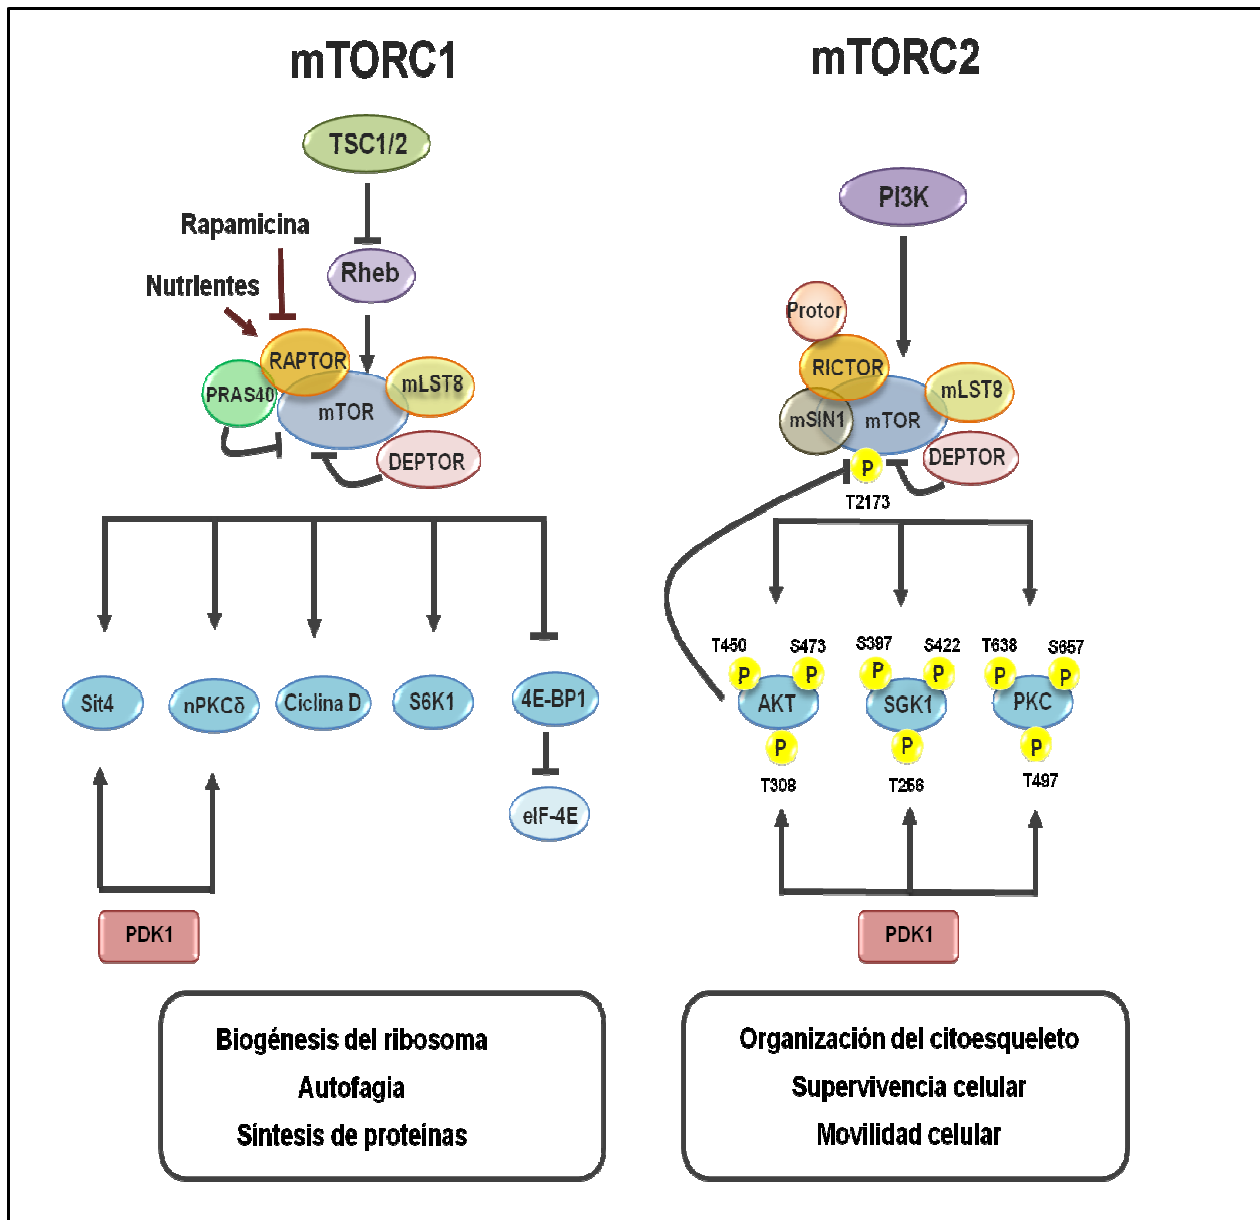 mTORC1
TSC1/2
Rapamicina
Rheb
Nutrientes
RAPTOR
PRAS40
mLST8
mTOR
DEPTOR
Sit4
nPKCδ
Ciclina D
S6K1
4E-BP1
eIF-4E
PDK1
Biogénesis del ribosoma
Autofagia
Síntesis de proteínas
mTORC2
PI3K
Protor
RICTOR
mLST8
mSIN1
mTOR
DEPTOR
P
T2173
T450
S473
S397
S422
T638
S657
P
P
P
P
P
P
AKT
SGK1
PKC
P
P
P
T308
T256
T497
PDK1
Organización del citoesqueleto
Supervivencia celular
Movilidad celular